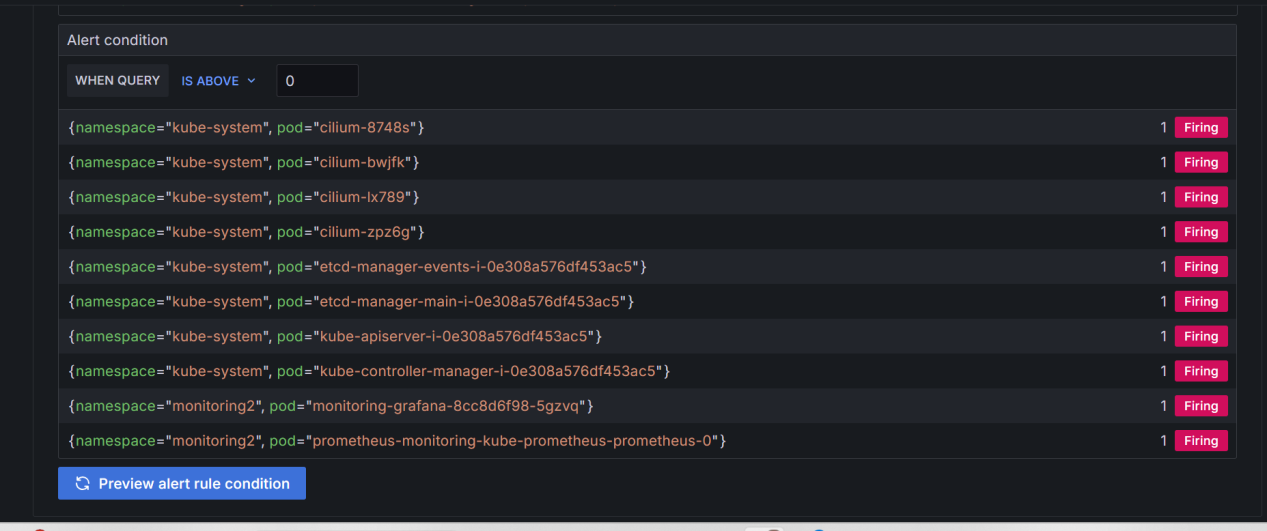 Alert condition
WHEN QUERY IS ABOVE 0
{namespace="kube-system", pod="cilium-8748s"} 1 Firing
{namespace="kube-system", pod="cilium-bwjfk"} 1 Firing
{namespace="kube-system", pod="cilium-lx789"} 1 Firing
{namespace="kube-system", pod="cilium-zpz6g"} 1 Firing
{namespace="kube-system", pod="etcd-manager-events-i-0e308a576df453ac5"} 1 Firing
{namespace="kube-system", pod="etcd-manager-main-i-0e308a576df453ac5"} 1 Firing
{namespace="kube-system", pod="kube-apiserver-i-0e308a576df453ac5"} 1 Firing
{namespace="kube-system", pod="kube-controller-manager-i-0e308a576df453ac5"} 1 Firing
{namespace="monitoring2", pod="monitoring-grafana-8cc8d6f98-5gzvq"} 1 Firing
{namespace="monitoring2", pod="prometheus-monitoring-kube-prometheus-prometheus-0"} 1 Firing
Preview alert rule condition